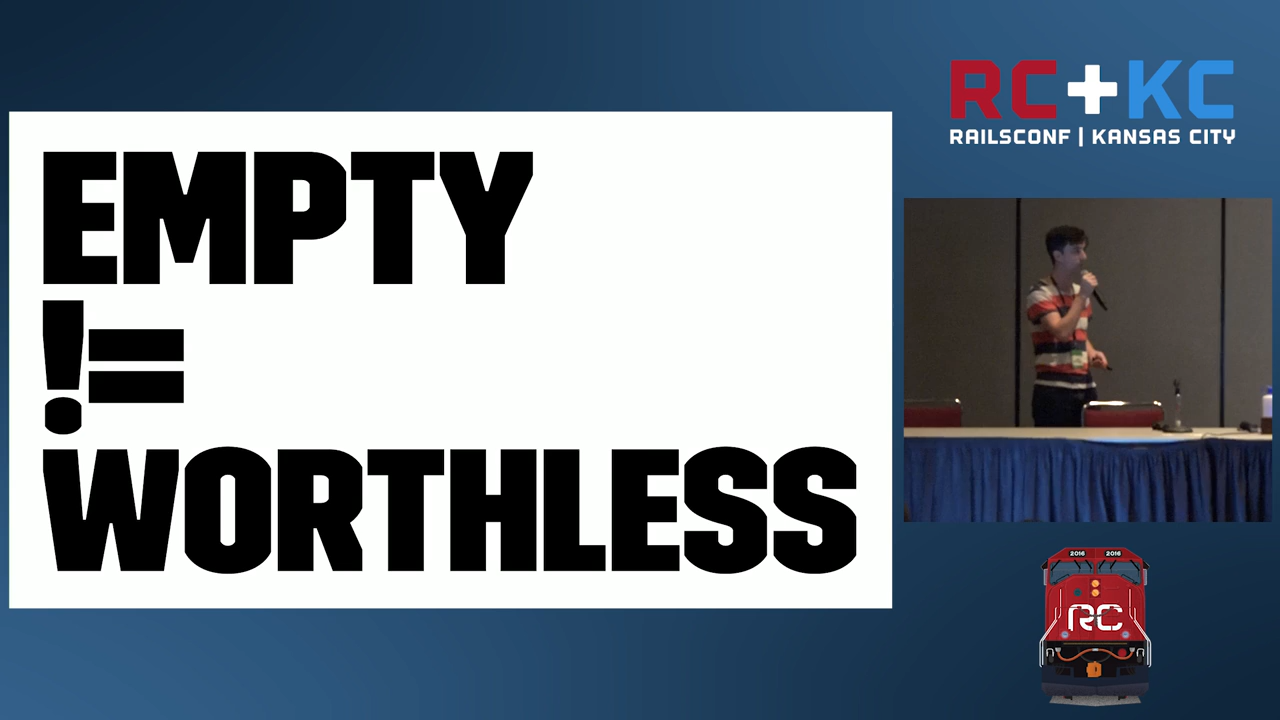 EMPTY
!=
WORTHLESS
RC+KC
RAILSCONF | KANSAS CITY
2016 2016
RC